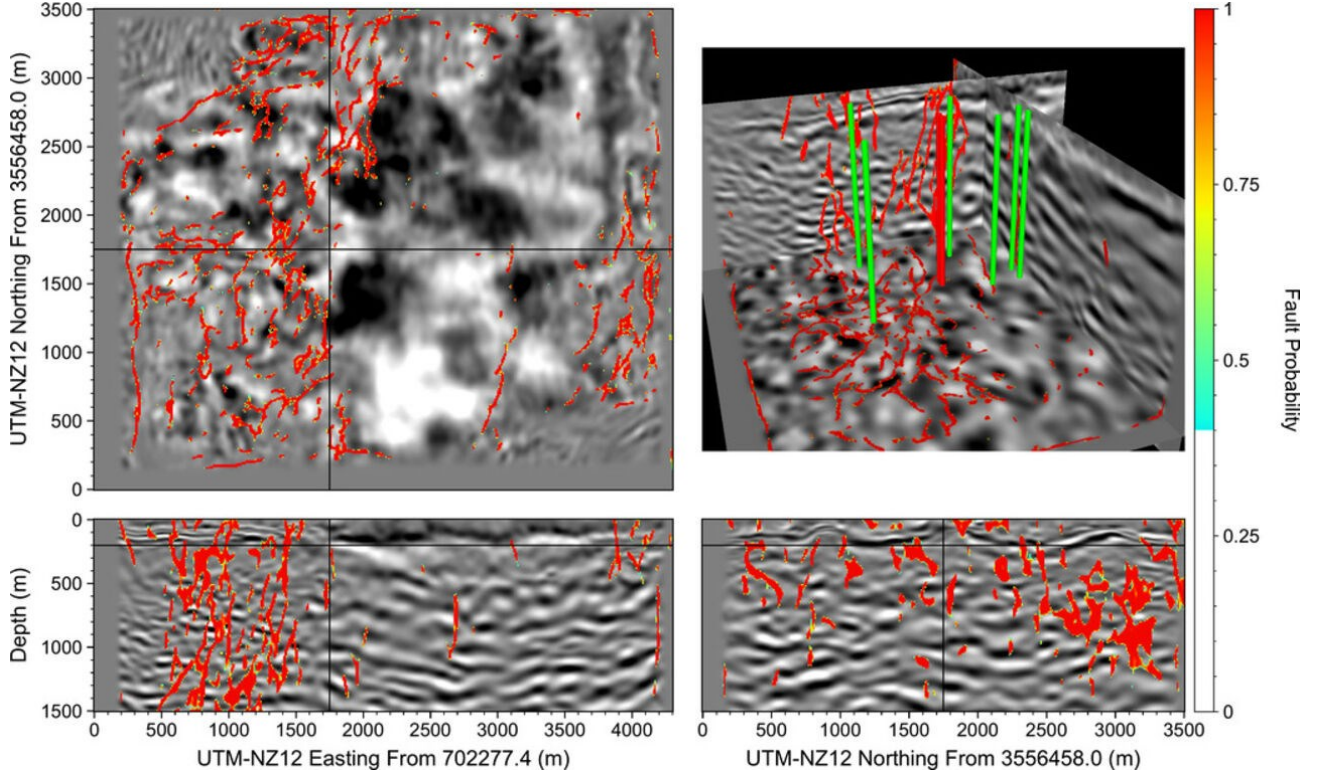 3500
3000
2500
2000
1500
1000
500
0
UTM-NZ12 Northing From 3556458.0 (m)
1
0.75
0.5
0.25
0
Fault Probability
0
500
1000
1500
Depth (m)
0 500 1000 1500 2000 2500 3000 3500 4000
UTM-NZ12 Easting From 702277.4 (m)
0 500 1000 1500 2000 2500 3000 3500
UTM-NZ12 Northing From 3556458.0 (m)